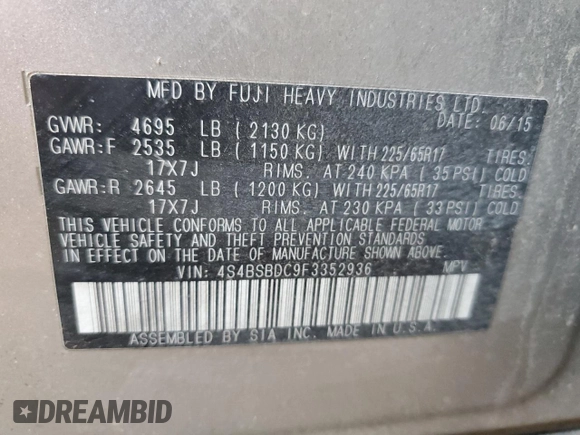 MFD BY FUJI HEAVY INDUSTRIES LTD.
DATE: 06/15
GVWR: 4695 LB ( 2130 KG)
GAWR:F 2535 LB ( 1150 KG) WITH 225/65R17 TIRES.
17X7J RIMS. AT 240 KPA ( 35 PSI) COLD
GAWR:R 2645 LB ( 1200 KG) WITH 225/65R17 TIRES.
17X7J RIMS. AT 230 KPA ( 33 PSI) COLD
THIS VEHICLE CONFORMS TO ALL APPLICABLE FEDERAL MOTOR
VEHICLE SAFETY AND THEFT PREVENTION STANDARDS
IN EFFECT ON THE DATE OF MANUFACTURE SHOWN ABOVE.
VIN: 4S4BSBDC9F3352936 MPV
ASSEMBLED BY SIA INC. MADE IN U.S.A.
DREAMBID